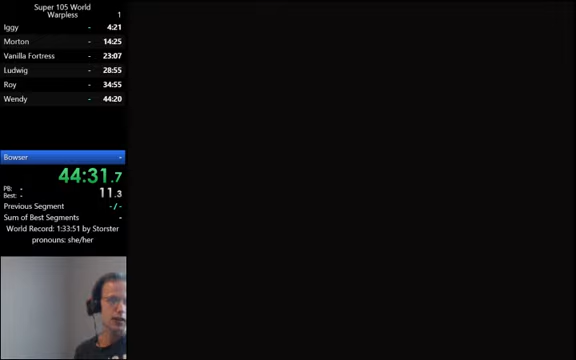 Super 105 World
Warpless 1
Iggy - 4:21
Morton - 14:25
Vanilla Fortress - 23:07
Ludwig - 28:55
Roy - 34:55
Wendy - 44:20
Bowser -
44:31.7
PB: -
Best: - 11.3
Previous Segment - / -
Sum of Best Segments -
World Record: 1:33:51 by Storster
pronouns: she/her